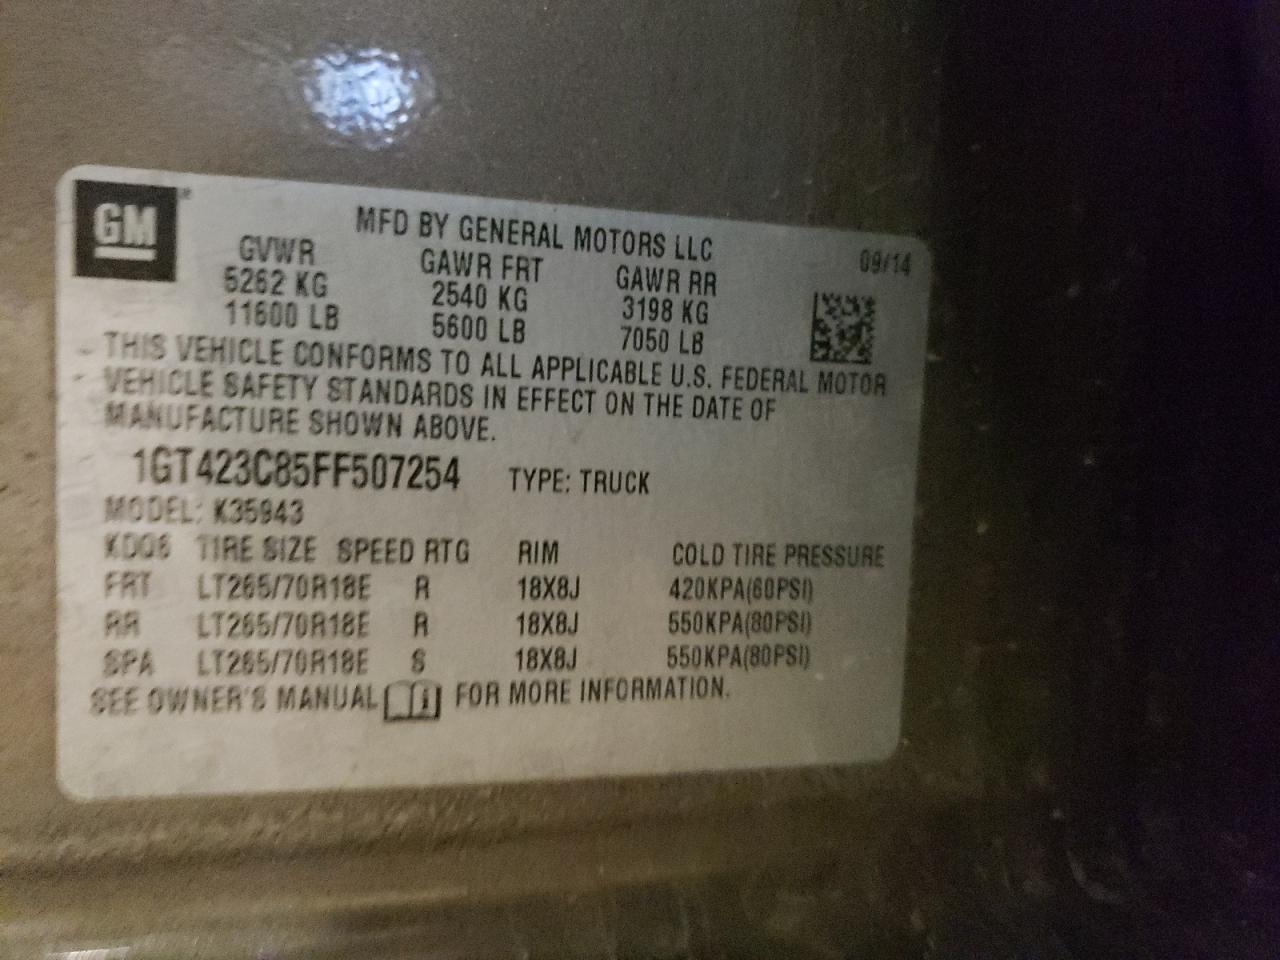 GM
MFD BY GENERAL MOTORS LLC
09/14
GVWR GAWR FRT GAWR RR
5262 KG 2540 KG 3198 KG
11600 LB 5600 LB 7050 LB
THIS VEHICLE CONFORMS TO ALL APPLICABLE U.S. FEDERAL MOTOR
VEHICLE SAFETY STANDARDS IN EFFECT ON THE DATE OF
MANUFACTURE SHOWN ABOVE.
1GT423C85FF507254 TYPE: TRUCK
MODEL: K35943
TIRE SIZE SPEED RTG RIM COLD TIRE PRESSURE
FRT LT265/70R18E R 18X8J 420KPA(60PSI)
RR LT265/70R18E R 18X8J 550KPA(80PSI)
SPA LT265/70R18E S 18X8J 550KPA(80PSI)
SEE OWNER'S MANUAL FOR MORE INFORMATION.